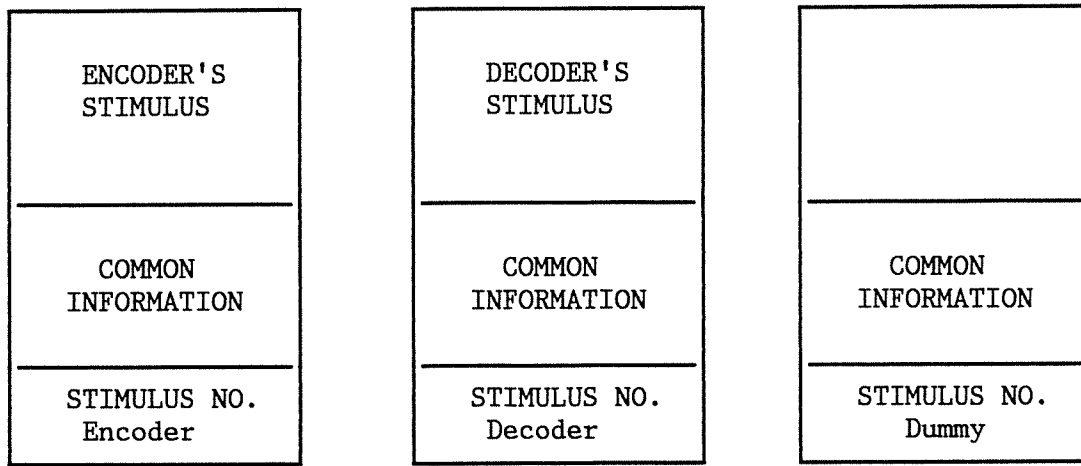 ENCODER'S
STIMULUS
COMMON
INFORMATION
STIMULUS NO.
Encoder
DECODER'S
STIMULUS
COMMON
INFORMATION
STIMULUS NO.
Decoder
COMMON
INFORMATION
STIMULUS NO.
Dummy